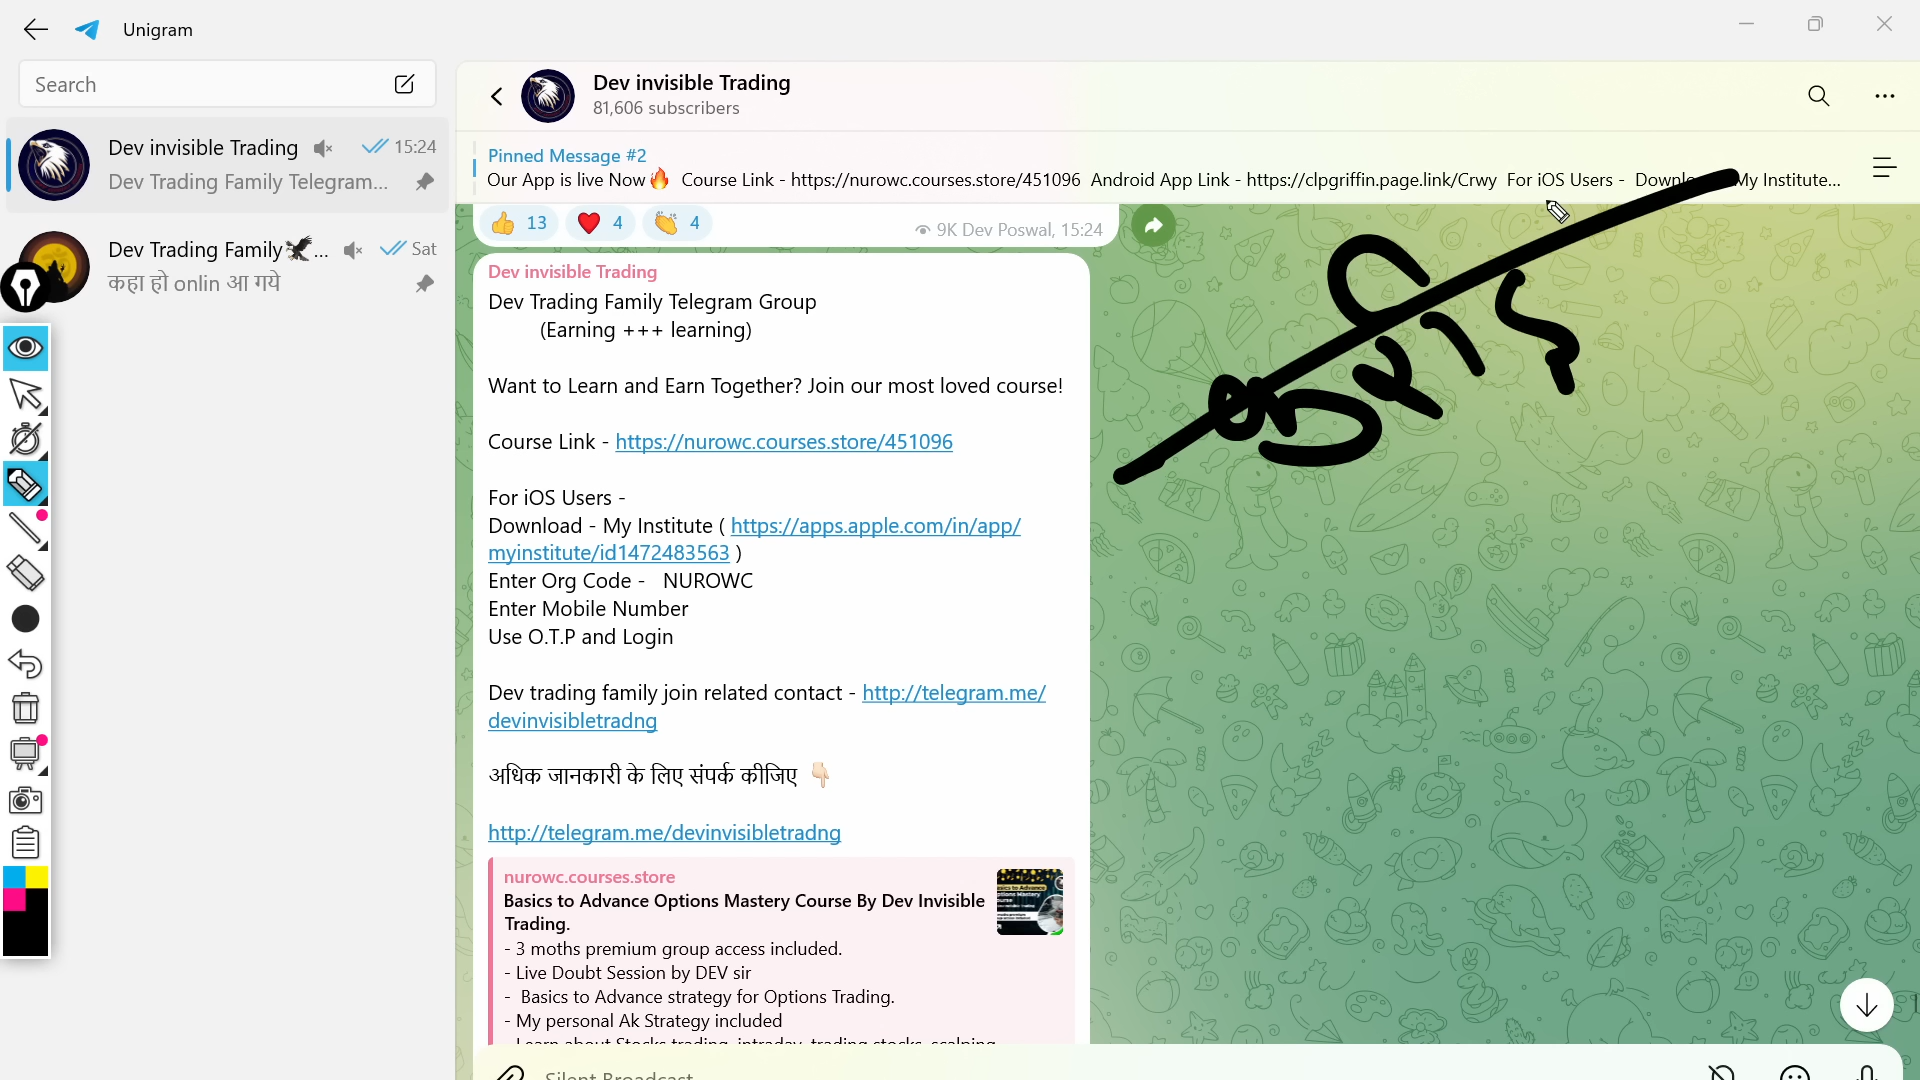 Unigram
Search
Dev invisible Trading
15:24
Dev Trading Family Telegram...
Dev Trading Family🦅...
Sat
कहा हो onlin आ गये
Dev invisible Trading
81,606 subscribers
Pinned Message #2
Our App is live Now🔥 Course Link - https://nurowc.courses.store/451096 Android App Link - https://clpgriffin.page.link/Crwy For iOS Users - My Institute...
👍 13 ❤️ 4 👏 4
9K Dev Poswal, 15:24
Dev invisible Trading
Dev Trading Family Telegram Group
(Earning +++ learning)
Want to Learn and Earn Together? Join our most loved course!
Course Link - https://nurowc.courses.store/451096
For iOS Users -
Download - My Institute ( https://apps.apple.com/in/app/
myinstitute/id1472483563 )
Enter Org Code - NUROWC
Enter Mobile Number
Use O.T.P and Login
Dev trading family join related contact - http://telegram.me/
devinvisibletradng
अधिक जानकारी के लिए संपर्क कीजिए 👇🏻
http://telegram.me/devinvisibletradng
nurowc.courses.store
Basics to Advance Options Mastery Course By Dev Invisible
Trading.
- 3 moths premium group access included.
- Live Doubt Session by DEV sir
- Basics to Advance strategy for Options Trading.
- My personal Ak Strategy included